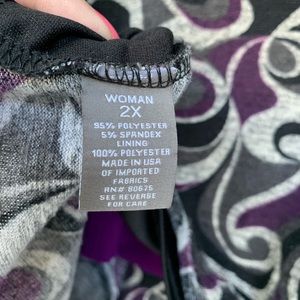 WOMAN
2X
95% POLYESTER
5% SPANDEX
LINING
100% POLYESTER
MADE IN USA
OF IMPORTED
FABRICS
RN# 80675
SEE REVERSE
FOR CARE